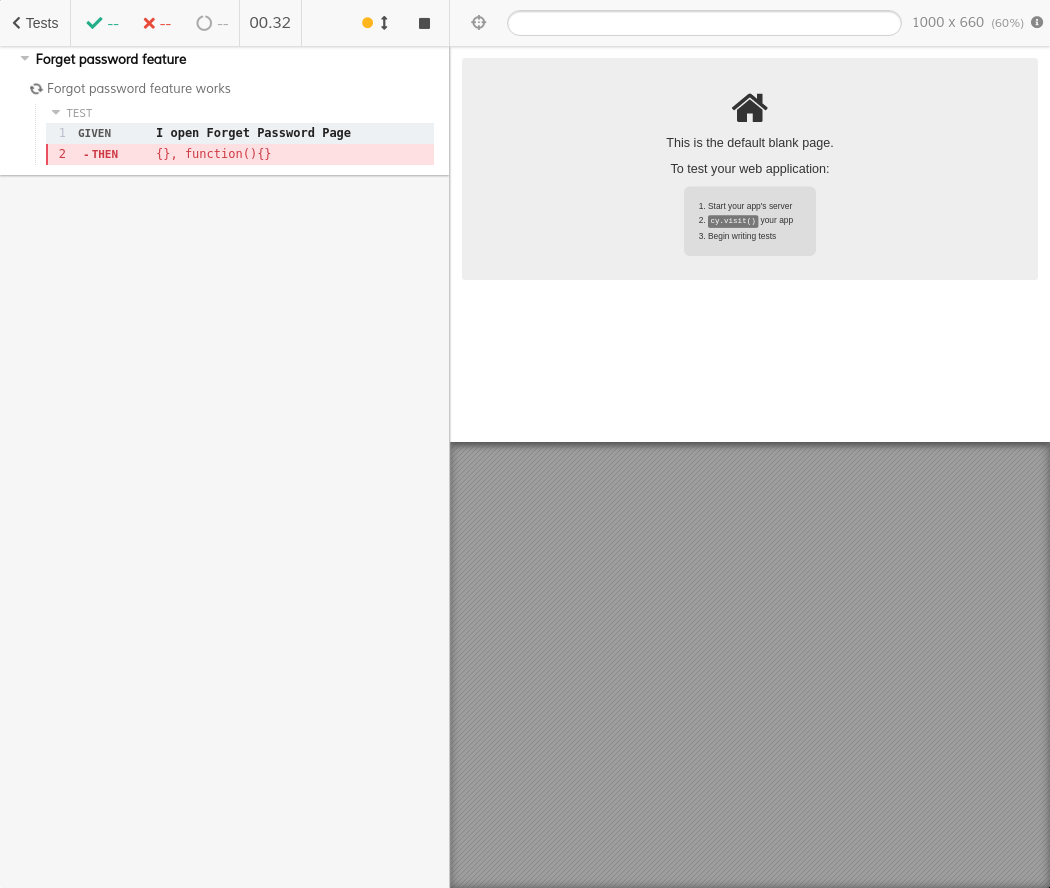 Tests -- -- -- 00.32
1000 x 660 (60%)
Forget password feature
Forgot password feature works
TEST
1 GIVEN I open Forget Password Page
2 -THEN {}, function(){}
This is the default blank page.
To test your web application:
1. Start your app's server
2. cy.visit() your app
3. Begin writing tests